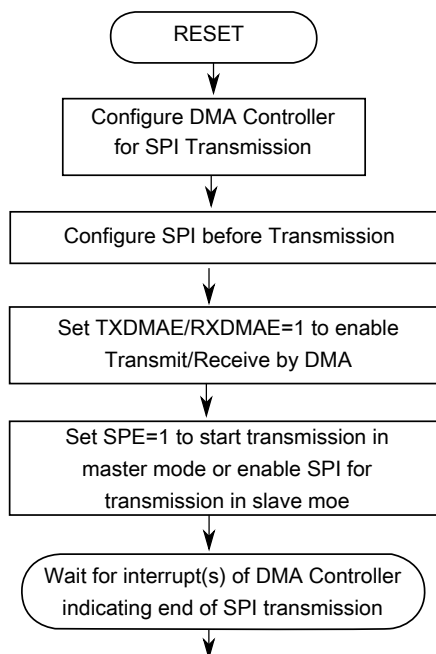 RESET
Configure DMA Controller
for SPI Transmission
Configure SPI before Transmission
Set TXDMAE/RXDMAE=1 to enable
Transmit/Receive by DMA
Set SPE=1 to start transmission in
master mode or enable SPI for
transmission in slave moe
Wait for interrupt(s) of DMA Controller
indicating end of SPI transmission